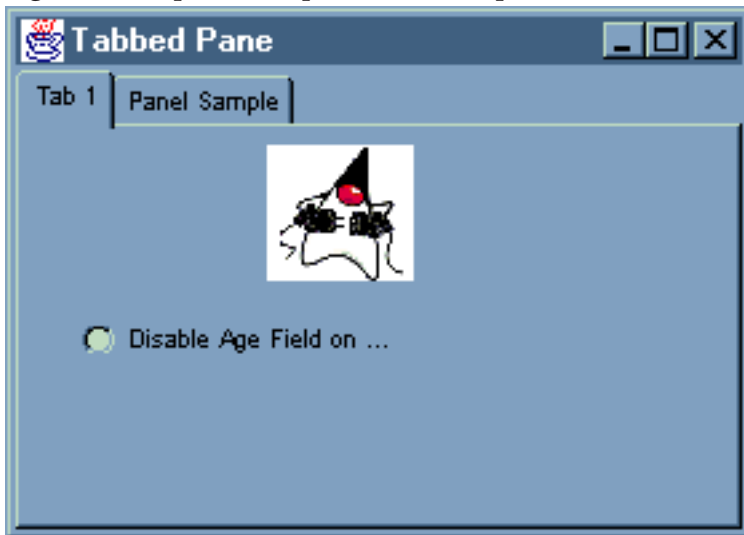 Tabbed Pane
Tab 1
Panel Sample
Disable Age Field on ...